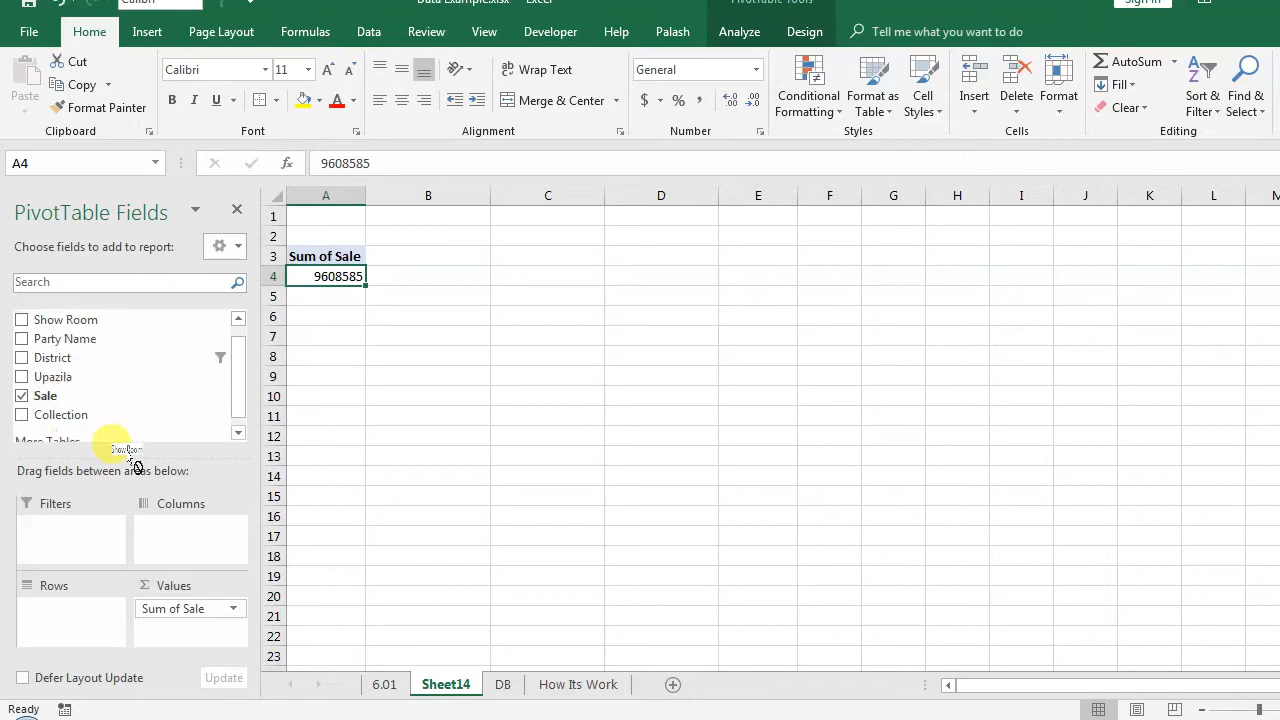 Calibri
Data Example.xlsx - Excel
PivotTable Tools
Sign in
File Home Insert Page Layout Formulas Data Review View Developer Help Palash Analyze Design Tell me what you want to do
Paste
Cut
Copy
Format Painter
Clipboard
Calibri 11
B I U
A A A
Font
Wrap Text
Merge & Center
Alignment
General
$ % ,
Number
Conditional Formatting
Format as Table
Cell Styles
Styles
Insert Delete Format
Cells
AutoSum
Fill
Clear
Sort & Filter
Find & Select
Editing
A4
fx
9608585
PivotTable Fields
Choose fields to add to report:
Search
Show Room
Party Name
District
Upazila
Sale
Collection
More Tables
Show Room
Drag fields between areas below:
Filters
Columns
Rows
Values
Sum of Sale
Defer Layout Update
Update
A B C D E F G H I J K L M
1
2
3 Sum of Sale
4 9608585
5
6
7
8
9
10
11
12
13
14
15
16
17
18
19
20
21
22
23
6.01 Sheet14 DB How Its Work
Ready